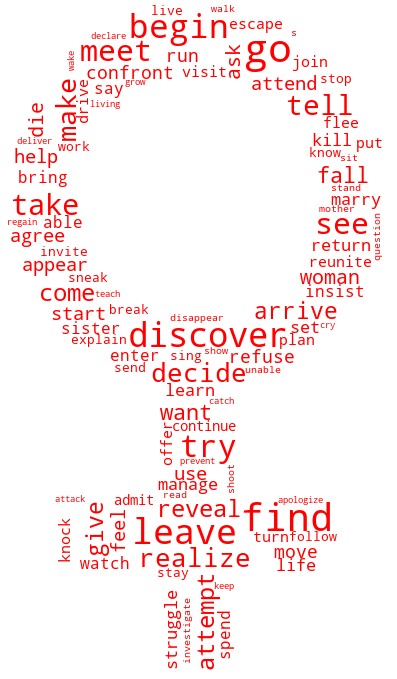 live
walk
begin
escape
declare
go
s
meet
run
ask
join
wake
confront
visit
say
grow
attend
stop
drive
make
living
tell
die
flee
deliver
work
kill
put
help
know
sit
bring
fall
stand
marry
take
mother
regain
able
see
question
agree
return
invite
reunite
appear
sneak
woman
come
teach
insist
start
break
arrive
disappear
sister
discover
set
cry
explain
plan
enter
sing
show
refuse
send
decide
unable
learn
catch
want
continue
offer
try
prevent
use
read
shoot
manage
attack
admit
reveal
apologize
give
feel
find
knock
leave
turn
follow
watch
realize
move
stay
life
attempt
keep
struggle
investigate
spend